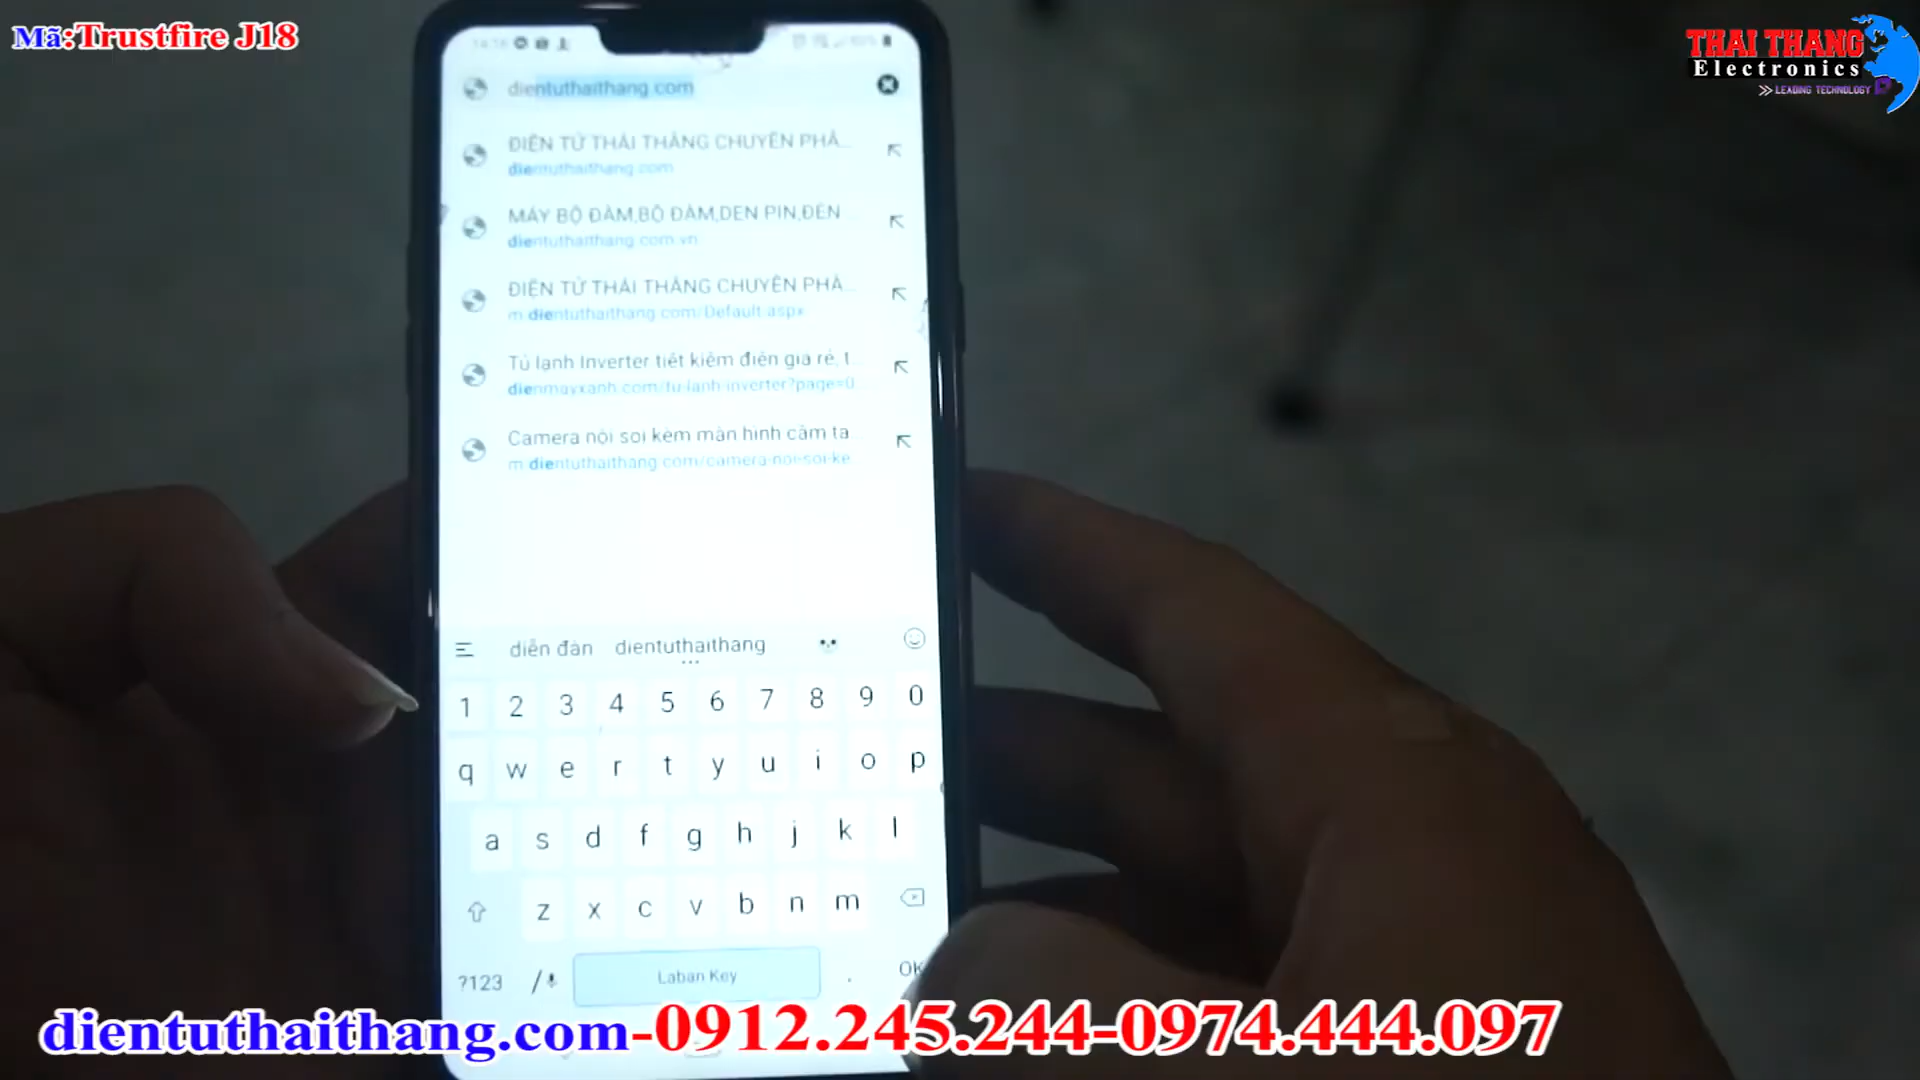 Mã:Trustfire J18
THAI THANG
Electronics
LEADING TECHNOLOGY
dientuthaithang.com
ĐIỆN TỬ THÁI THẮNG CHUYÊN PHÂ...
dientuthaithang.com
MÁY BỘ ĐÀM,BỘ ĐÀM,ĐEN PIN,ĐEN
dientuthaithang.com.vn
ĐIỆN TỬ THÁI THẮNG CHUYÊN PHÂ...
m.dientuthaithang.com/Default.aspx
Tủ lạnh Inverter tiết kiệm điện giá rẻ, t
dienmayxanh.com/tu-lanh-inverter?page=0
Camera nội soi kèm màn hình cảm ta
m.dientuthaithang.com/camera-noi-soi-ke
diễn đàn dientuthaithang
1 2 3 4 5 6 7 8 9 0
q w e r t y u i o p
a s d f g h j k l
z x c v b n m
?123 / Laban Key . OK
dientuthaithang.com-0912.245.244-0974.444.097